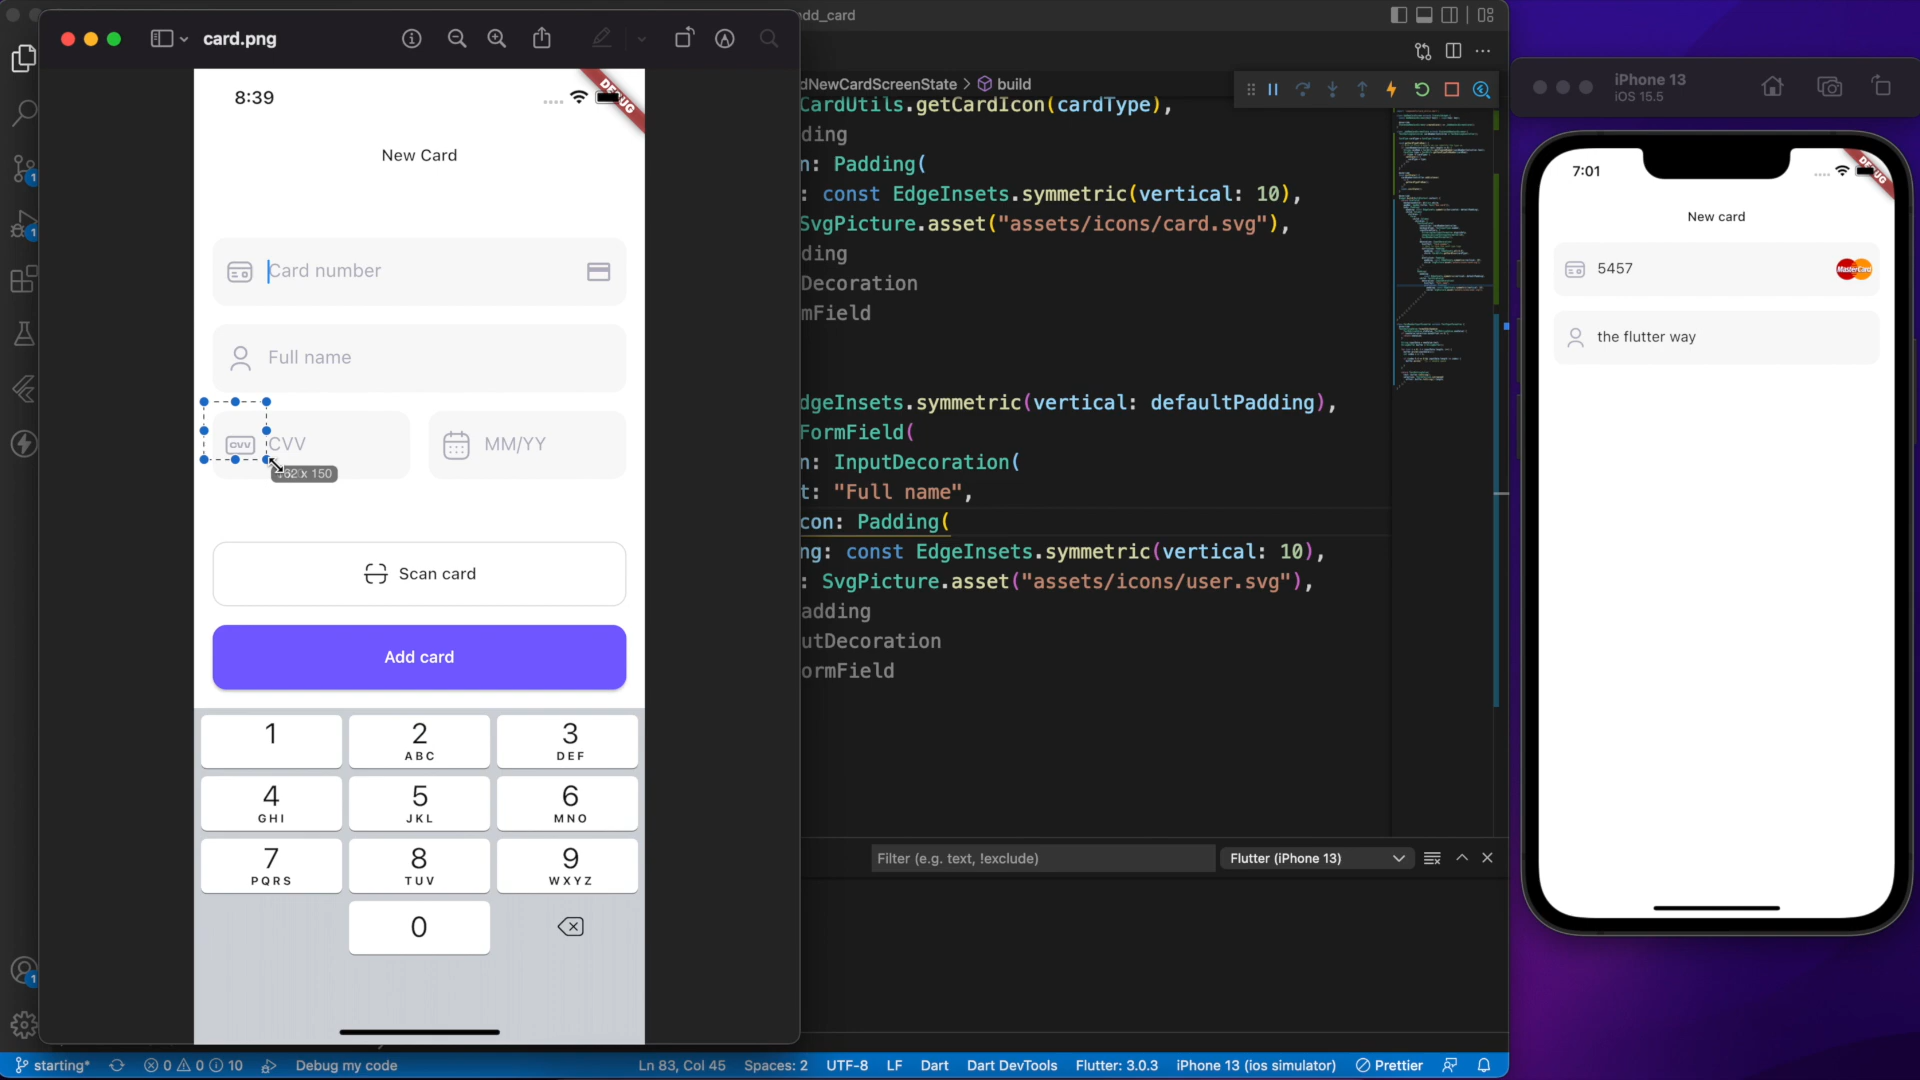 card.png
8:39
DEBUG
New Card
Card number
Full name
CVV
CVV
MM/YY
Scan card
Add card
1
2
ABC
3
DEF
4
GHI
5
JKL
6
MNO
7
PQRS
8
TUV
9
WXYZ
0
dd_card
dNewCardScreenState > build
CardUtils.getCardIcon(cardType),
ding
n: Padding(
: const EdgeInsets.symmetric(vertical: 10),
SvgPicture.asset("assets/icons/card.svg"),
ding
Decoration
mField
dgeInsets.symmetric(vertical: defaultPadding),
FormField(
n: InputDecoration(
t: "Full name",
con: Padding(
ng: const EdgeInsets.symmetric(vertical: 10),
: SvgPicture.asset("assets/icons/user.svg"),
adding
utDecoration
ormField
Filter (e.g. text, !exclude)
Flutter (iPhone 13)
iPhone 13
iOS 15.5
7:01
New card
5457
MasterCard
the flutter way
1
1
1
starting*
0
0
10
Debug my code
Ln 83, Col 45
Spaces: 2
UTF-8
LF
Dart
Dart DevTools
Flutter: 3.0.3
iPhone 13 (ios simulator)
Prettier